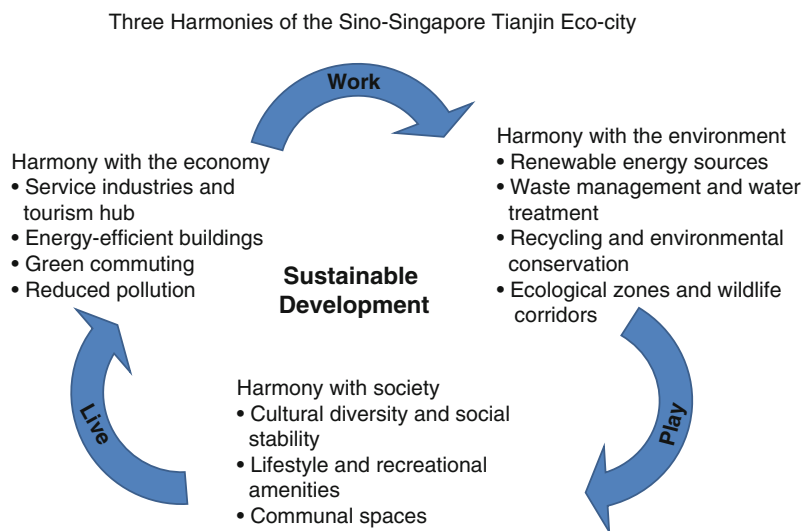 Three Harmonies of the Sino-Singapore Tianjin Eco-city
Work
Harmony with the economy
• Service industries and
tourism hub
• Energy-efficient buildings
• Green commuting
• Reduced pollution
Harmony with the environment
• Renewable energy sources
• Waste management and water
treatment
• Recycling and environmental
conservation
• Ecological zones and wildlife
corridors
Sustainable
Development
Play
Harmony with society
• Cultural diversity and social
stability
• Lifestyle and recreational
amenities
• Communal spaces
Live